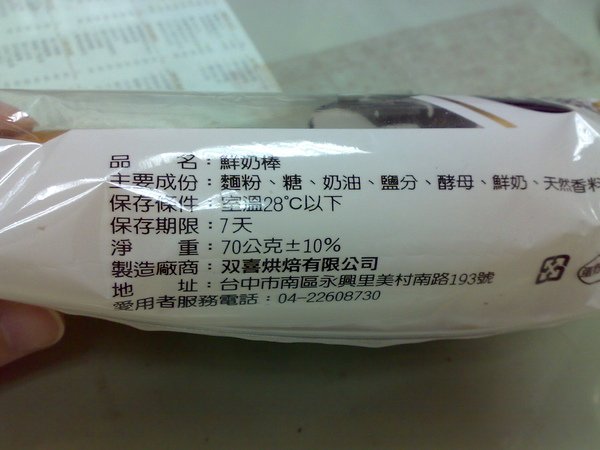 品 名：鮮奶棒
主要成份：麵粉、糖、奶油、鹽分、酵母、鮮奶、天然香料
保存條件：室溫28°C以下
保存期限：7天
淨 重：70公克±10%
製造廠商：双喜烘焙有限公司
地 址：台中市南區永興里美村南路193號
愛用者服務電話：04-22608730